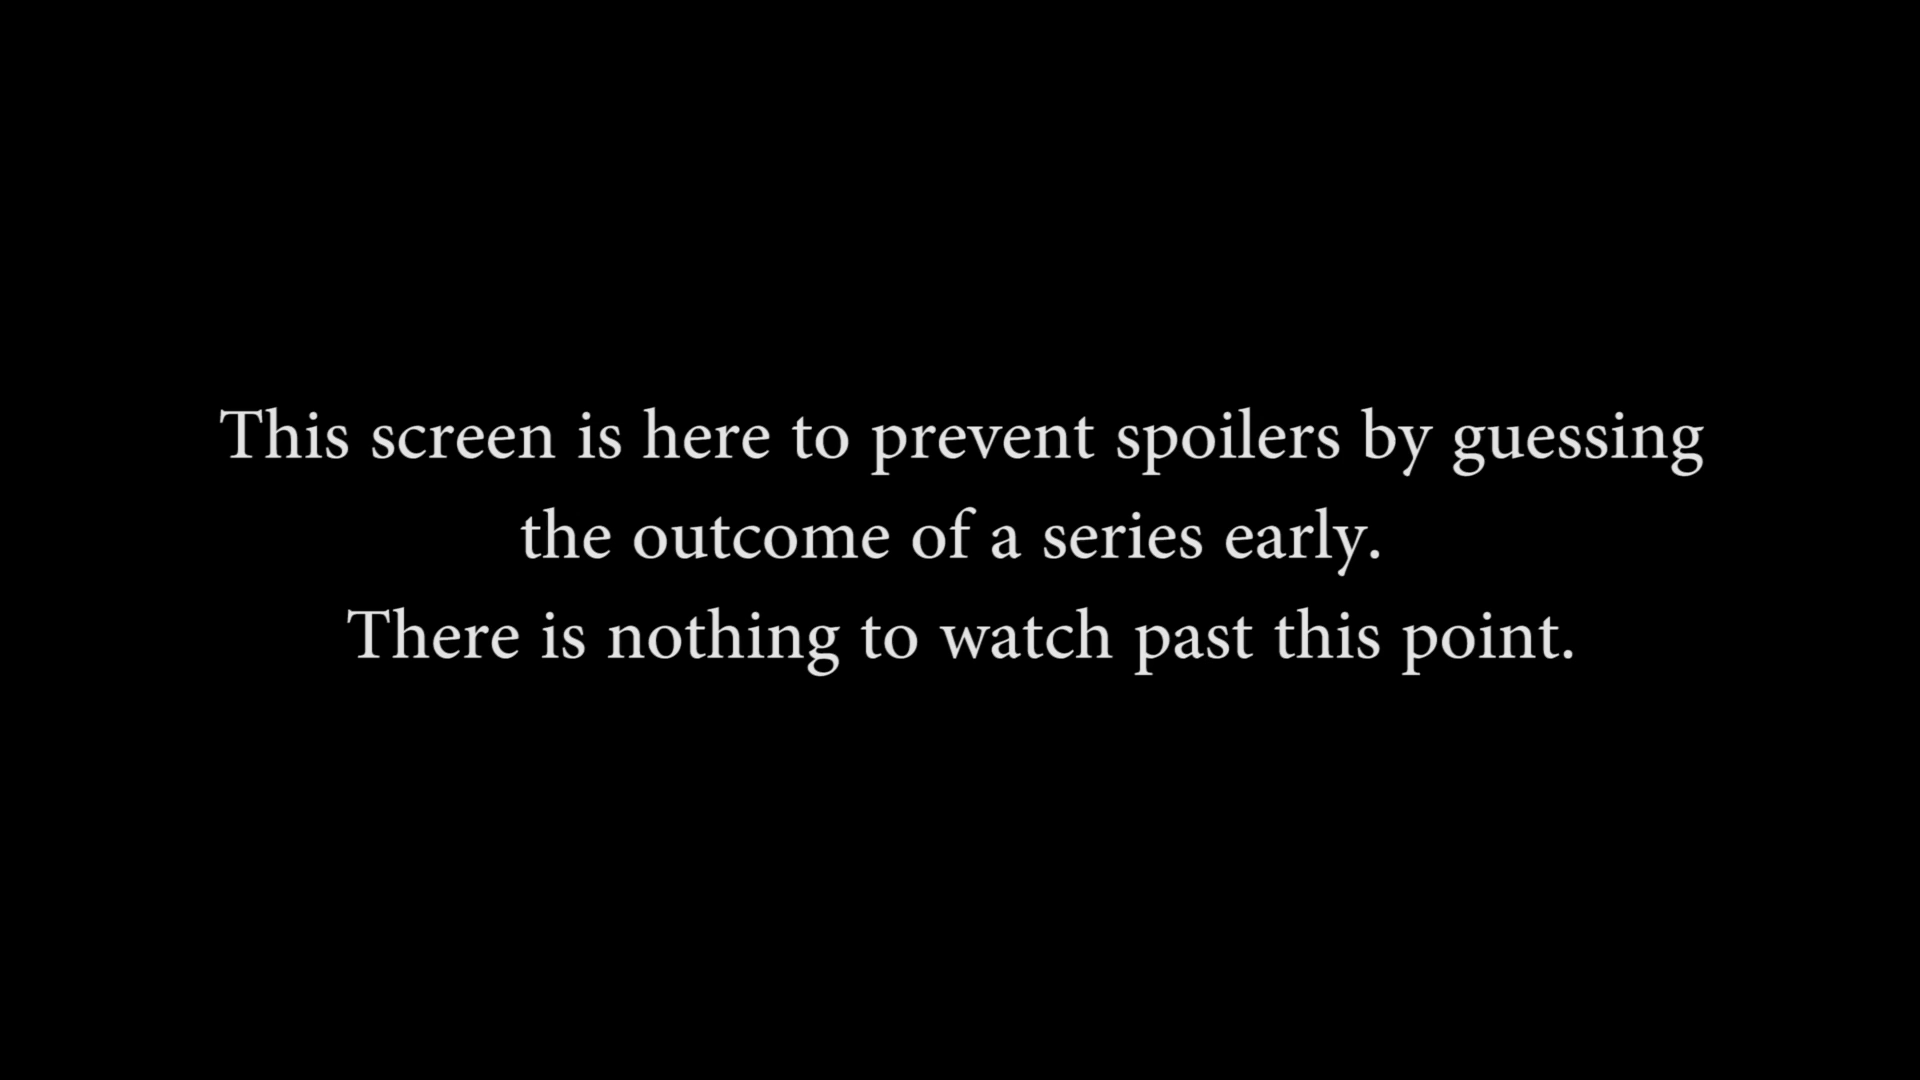 This screen is here to prevent spoilers by guessing
the outcome of a series early.
There is nothing to watch past this point.